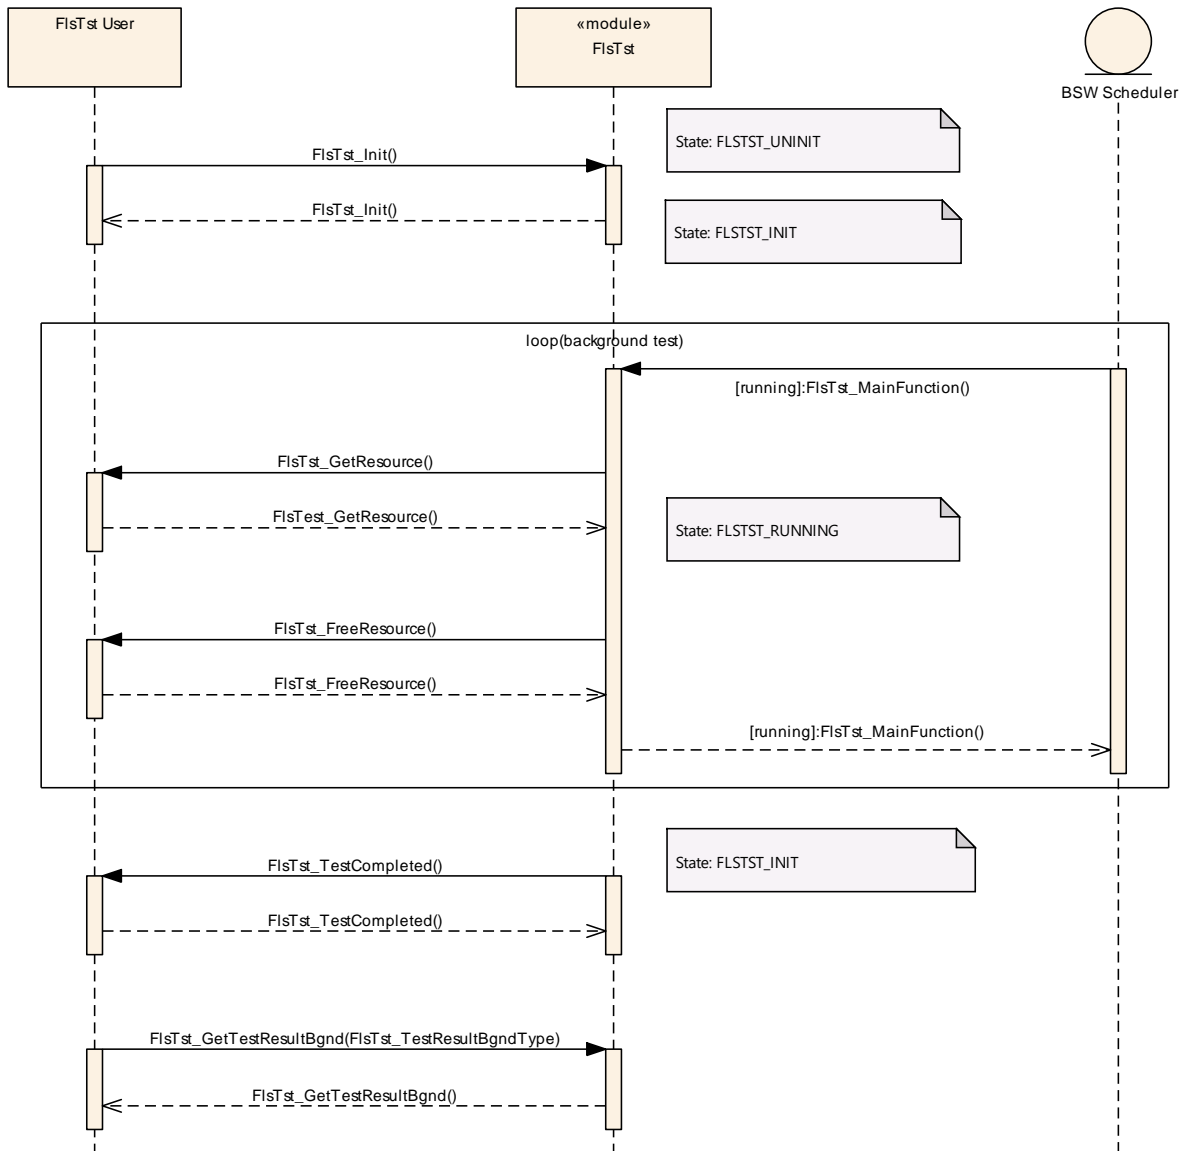 FlsTst User
«module»
FlsTst
BSW Scheduler
State: FLSTST_UNINIT
FlsTst_Init()
FlsTst_Init()
State: FLSTST_INIT
loop(background test)
[running]:FlsTst_MainFunction()
FlsTst_GetResource()
FlsTest_GetResource()
State: FLSTST_RUNNING
FlsTst_FreeResource()
FlsTst_FreeResource()
[running]:FlsTst_MainFunction()
State: FLSTST_INIT
FlsTst_TestCompleted()
FlsTst_TestCompleted()
FlsTst_GetTestResultBgnd(FlsTst_TestResultBgndType)
FlsTst_GetTestResultBgnd()